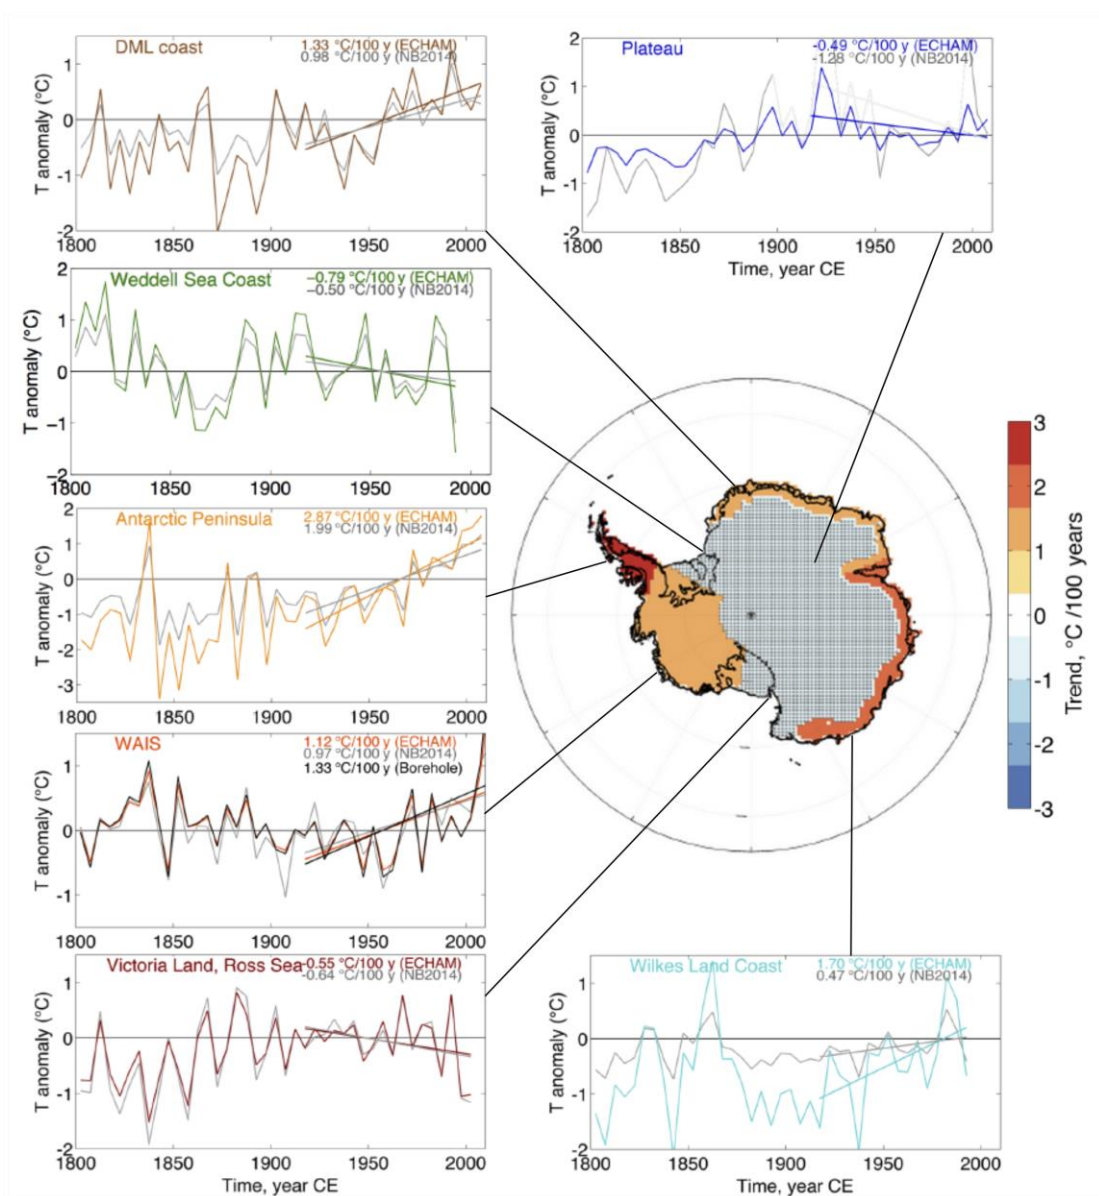 DML coast
1.33 °C/100 y (ECHAM)
0.98 °C/100 y (NB2014)
T anomaly (°C)
1
0
-1
-2
1800 1850 1900 1950 2000
Plateau
-0.49 °C/100 y (ECHAM)
-1.28 °C/100 y (NB2014)
T anomaly (°C)
2
1
0
-1
-2
1800 1850 1900 1950 2000
Time, year CE
Weddell Sea Coast
−0.79 °C/100 y (ECHAM)
−0.50 °C/100 y (NB2014)
T anomaly (°C)
2
1
0
−1
−2
1800 1850 1900 1950 2000
Antarctic Peninsula
2.87 °C/100 y (ECHAM)
1.99 °C/100 y (NB2014)
T anomaly (°C)
2
1
0
-1
-2
-3
1800 1850 1900 1950 2000
WAIS
1.12 °C/100 y (ECHAM)
0.97 °C/100 y (NB2014)
1.33 °C/100 y (Borehole)
T anomaly (°C)
1
0
-1
1800 1850 1900 1950 2000
Victoria Land, Ross Sea
-0.55 °C/100 y (ECHAM)
-0.64 °C/100 y (NB2014)
T anomaly (°C)
1
0
-1
-2
1800 1850 1900 1950 2000
Time, year CE
3
2
1
0
-1
-2
-3
Trend, °C /100 years
Wilkes Land Coast
1.70 °C/100 y (ECHAM)
0.47 °C/100 y (NB2014)
T anomaly (°C)
1
0
-1
-2
1800 1850 1900 1950 2000
Time, year CE